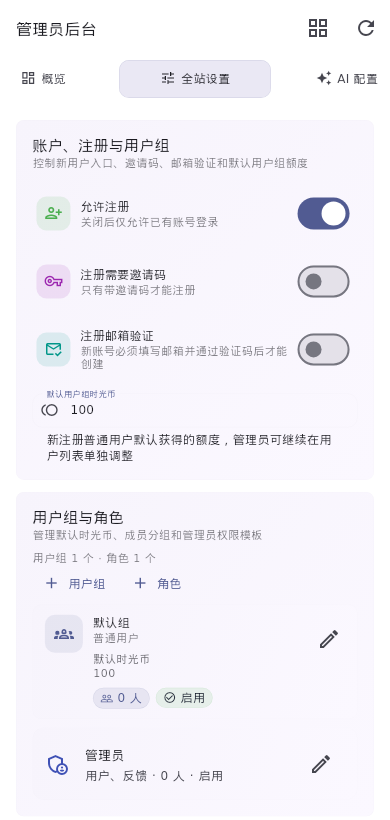 管理员后台
概览
全站设置
AI 配置
账户、注册与用户组
控制新用户入口、邀请码、邮箱验证和默认用户组额度
允许注册
关闭后仅允许已有账号登录
注册需要邀请码
只有带邀请码才能注册
注册邮箱验证
新账号必须填写邮箱并通过验证码后才能
创建
默认用户组时光币
100
新注册普通用户默认获得的额度，管理员可继续在用
户列表单独调整
用户组与角色
管理默认时光币、成员分组和管理员权限模板
用户组 1 个 · 角色 1 个
用户组
角色
默认组
普通用户
默认时光币
100
0 人
启用
管理员
用户、反馈 · 0 人 · 启用